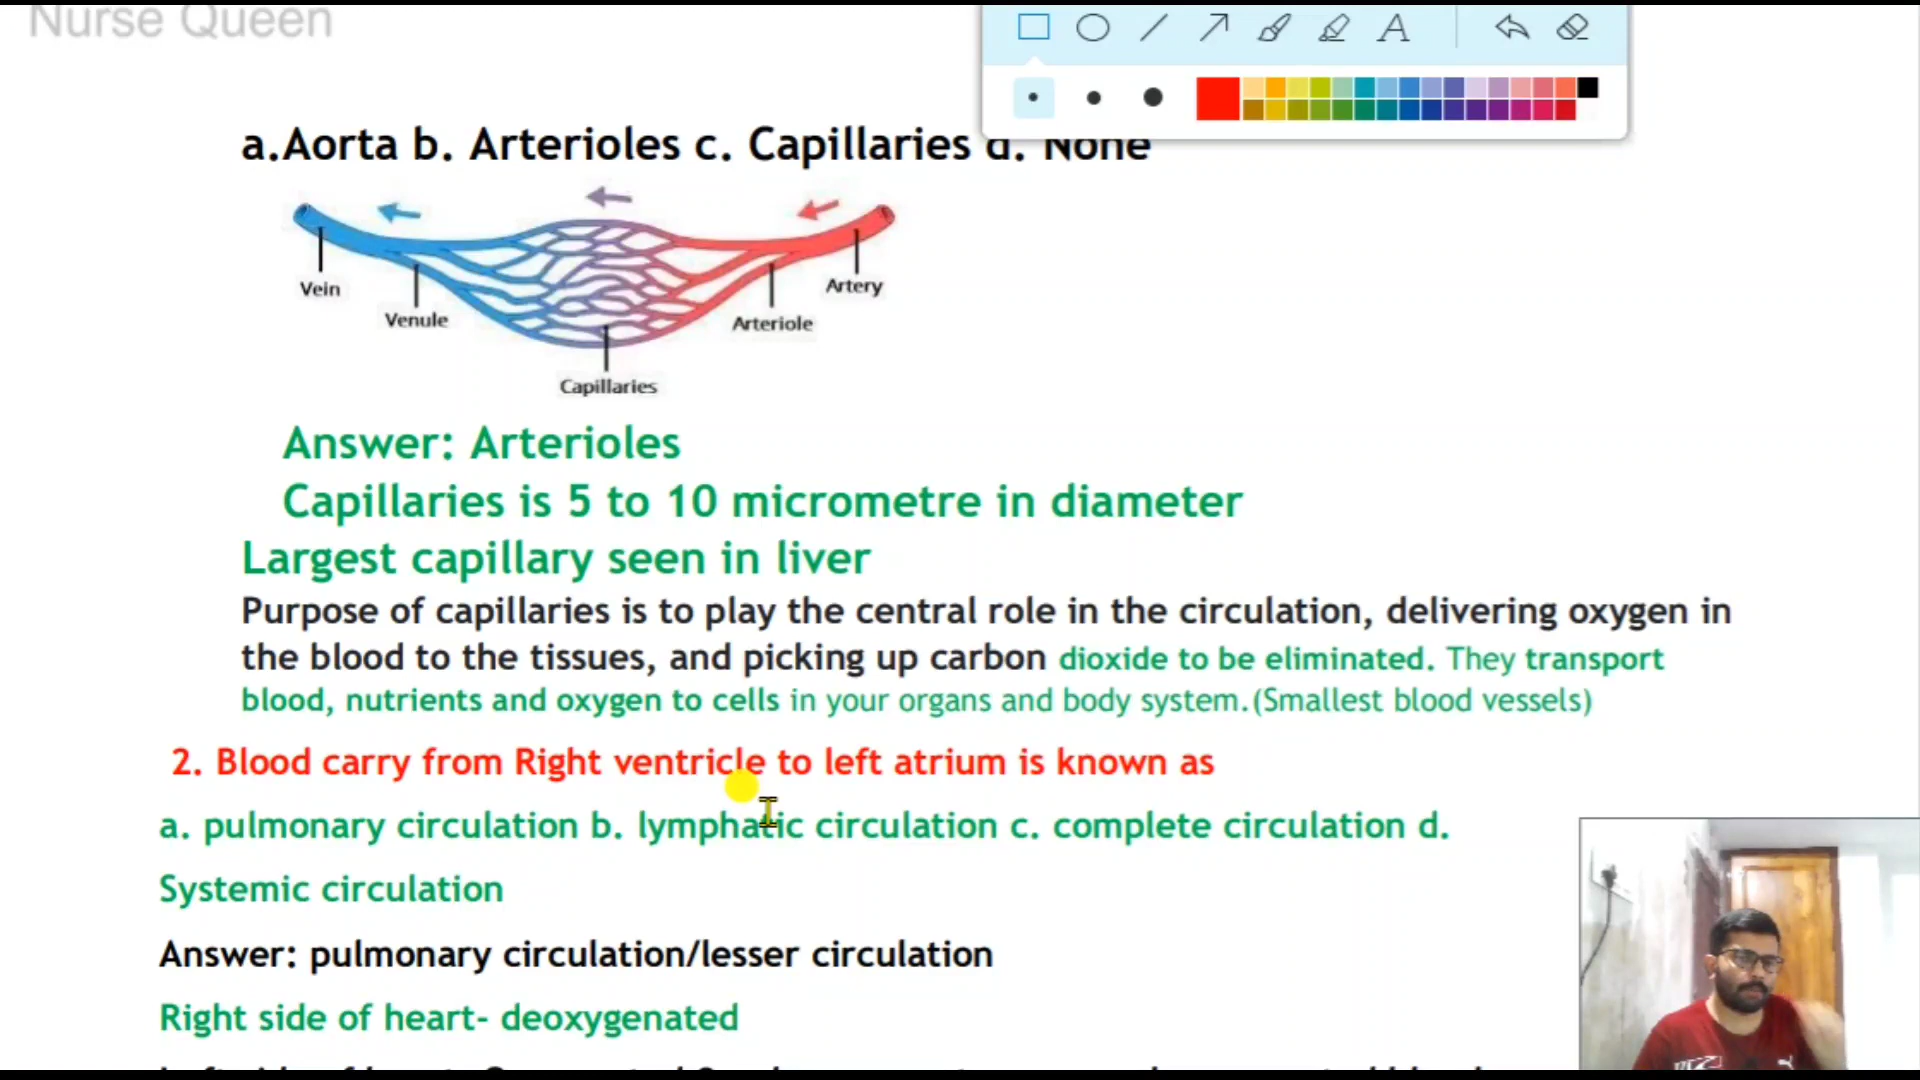 Nurse Queen
a.Aorta b. Arterioles c. Capillaries d. None
Vein
Venule
Capillaries
Arteriole
Artery
Answer: Arterioles
Capillaries is 5 to 10 micrometre in diameter
Largest capillary seen in liver
Purpose of capillaries is to play the central role in the circulation, delivering oxygen in
the blood to the tissues, and picking up carbon dioxide to be eliminated. They transport
blood, nutrients and oxygen to cells in your organs and body system.(Smallest blood vessels)
2. Blood carry from Right ventricle to left atrium is known as
a. pulmonary circulation b. lymphatic circulation c. complete circulation d.
Systemic circulation
Answer: pulmonary circulation/lesser circulation
Right side of heart- deoxygenated